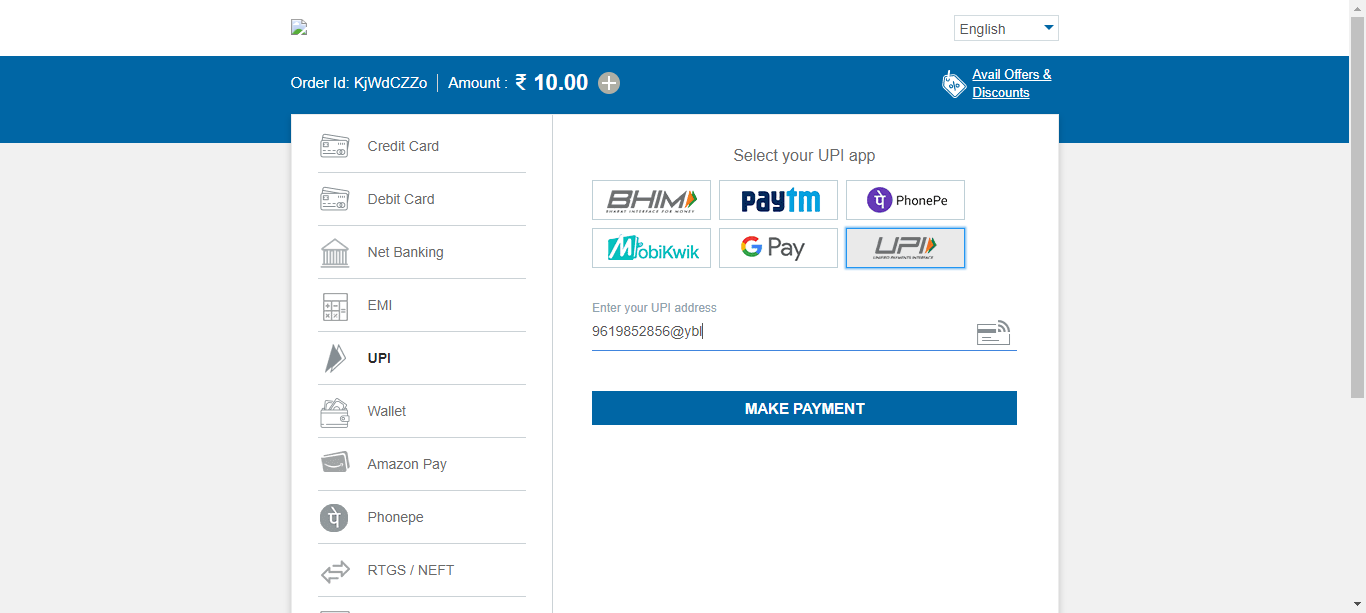 English
Order Id: KjWdCZZo
Amount : ₹ 10.00
Avail Offers &
Discounts
Credit Card
Debit Card
Net Banking
EMI
UPI
Wallet
Amazon Pay
Phonepe
RTGS / NEFT
Select your UPI app
BHIM
BHARAT INTERFACE FOR MONEY
paytm
पे PhonePe
MobiKwik
G Pay
UPI
UNIFIED PAYMENTS INTERFACE
Enter your UPI address
9619852856@ybl
MAKE PAYMENT